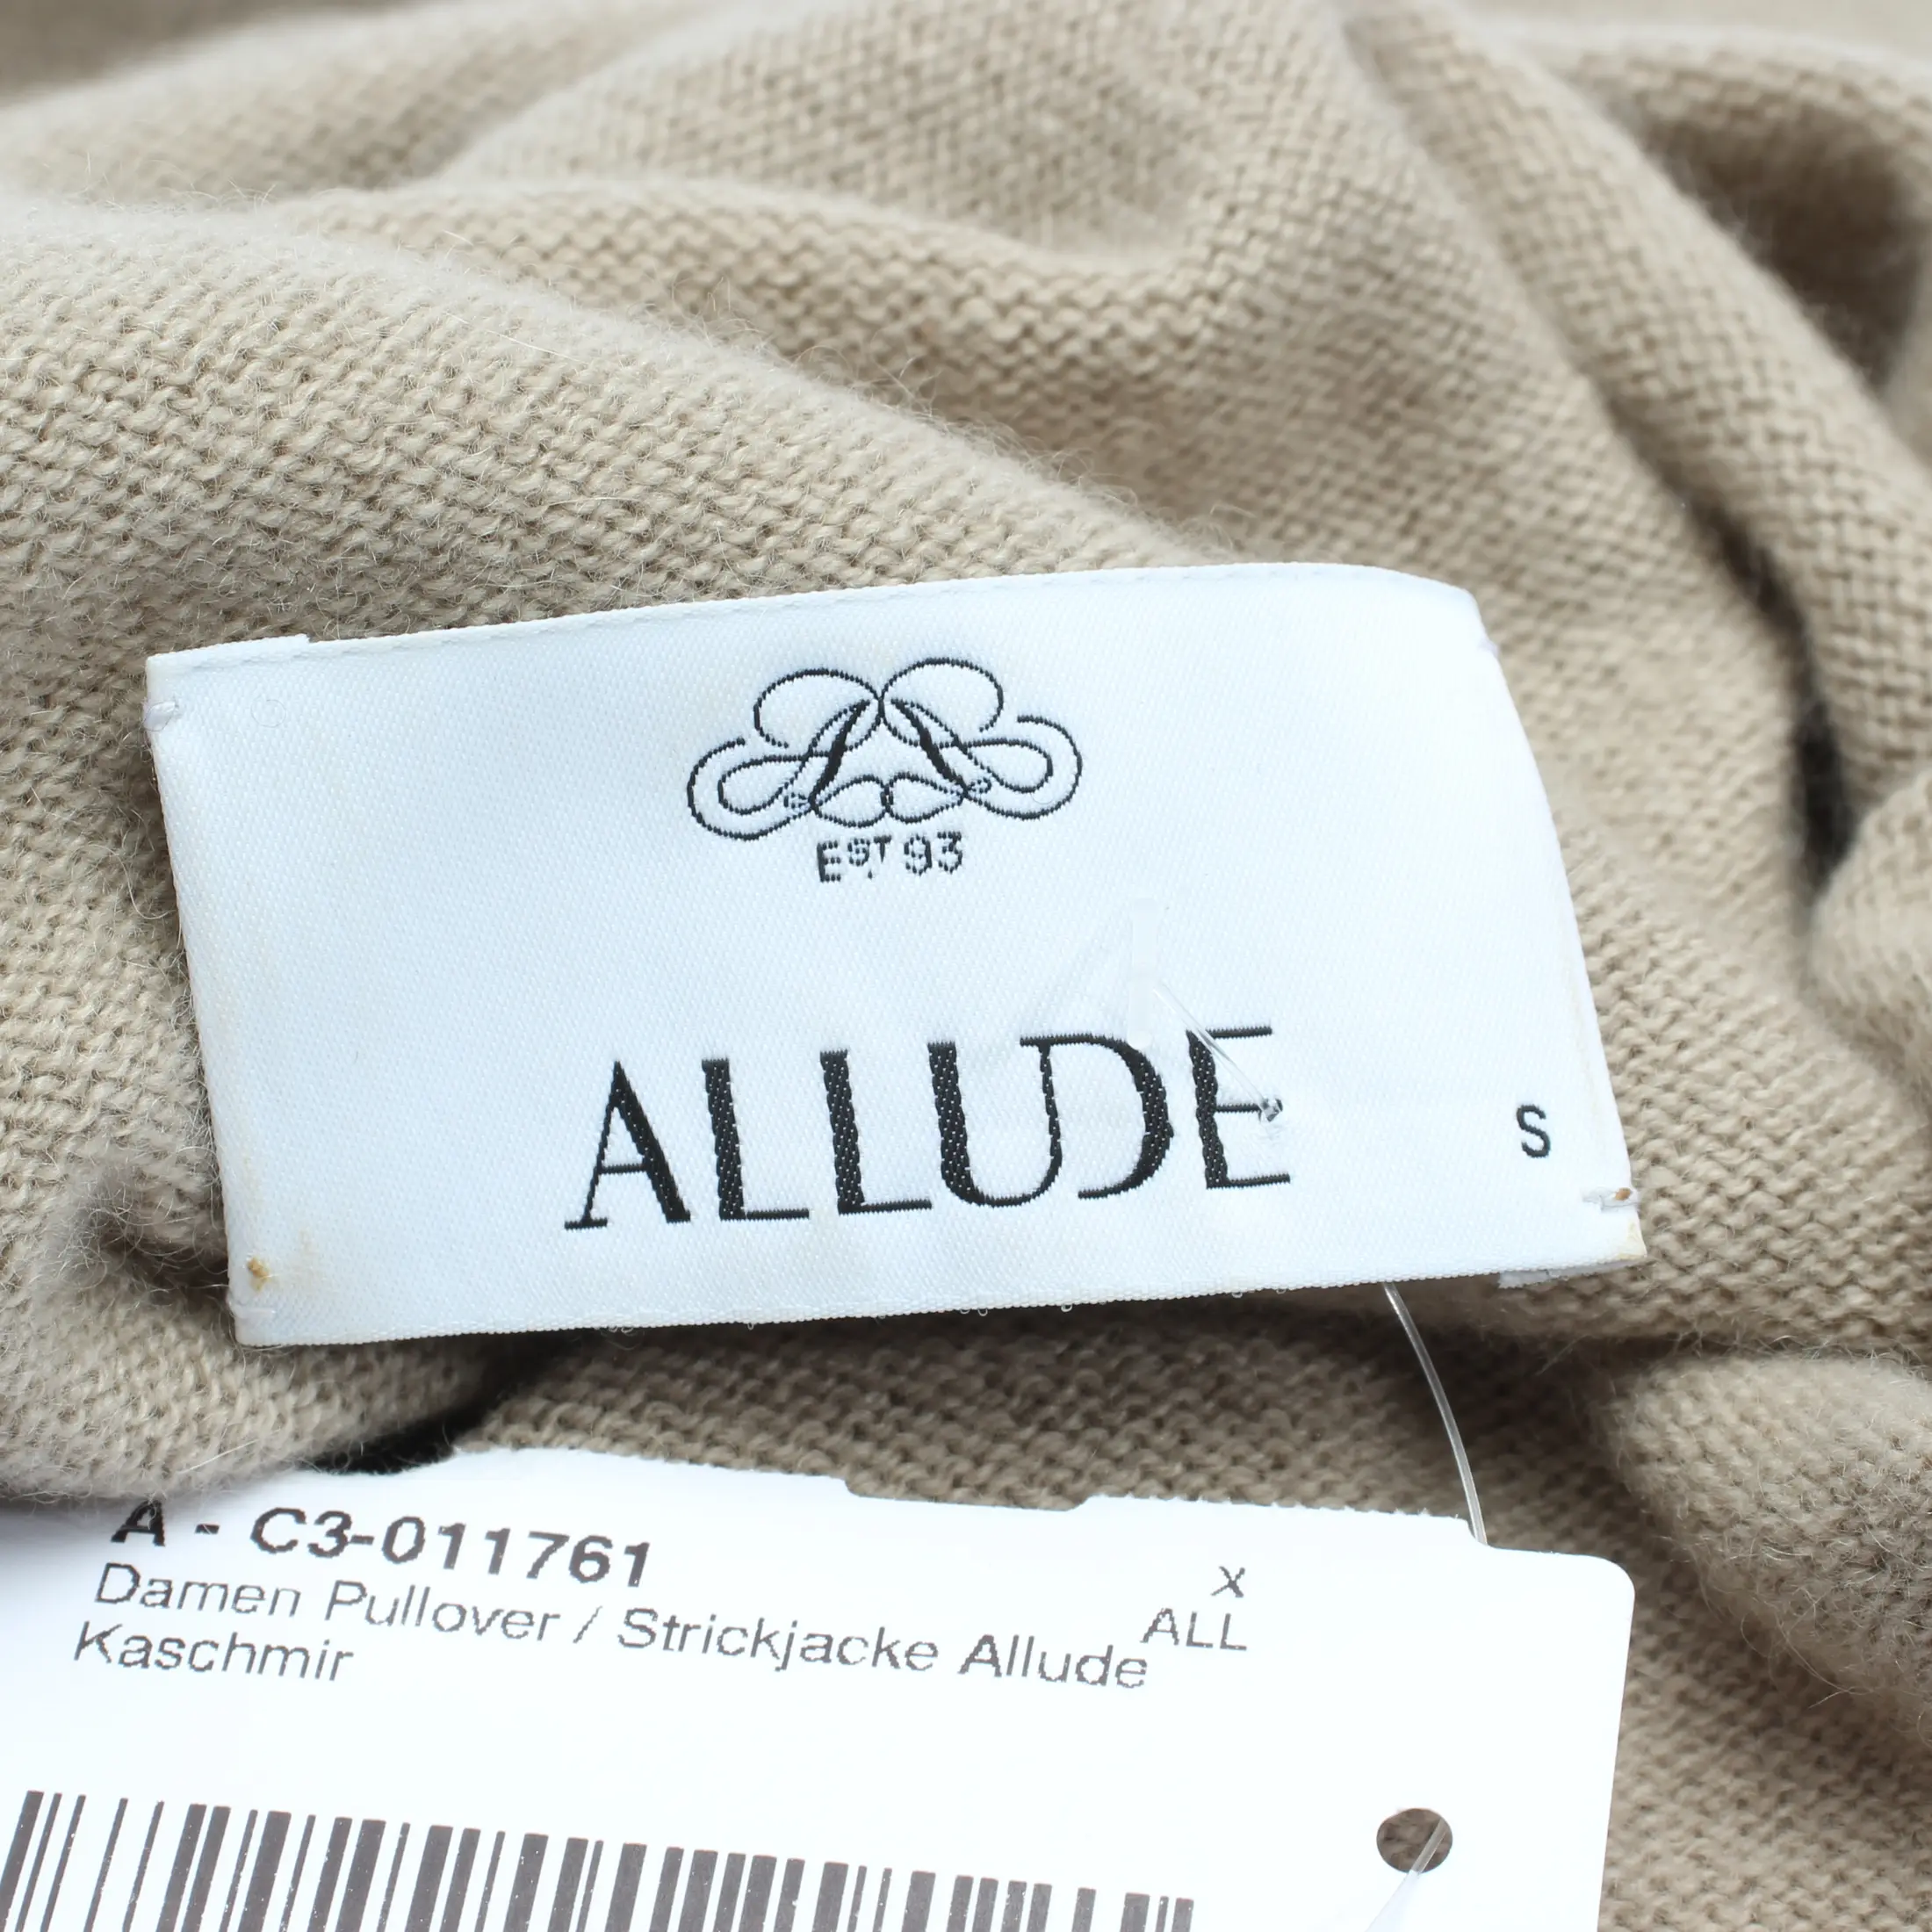 EST 93
ALLUDE
S
A - C3-011761
Damen Pullover / Strickjacke Allude
Kaschmir
X
ALL